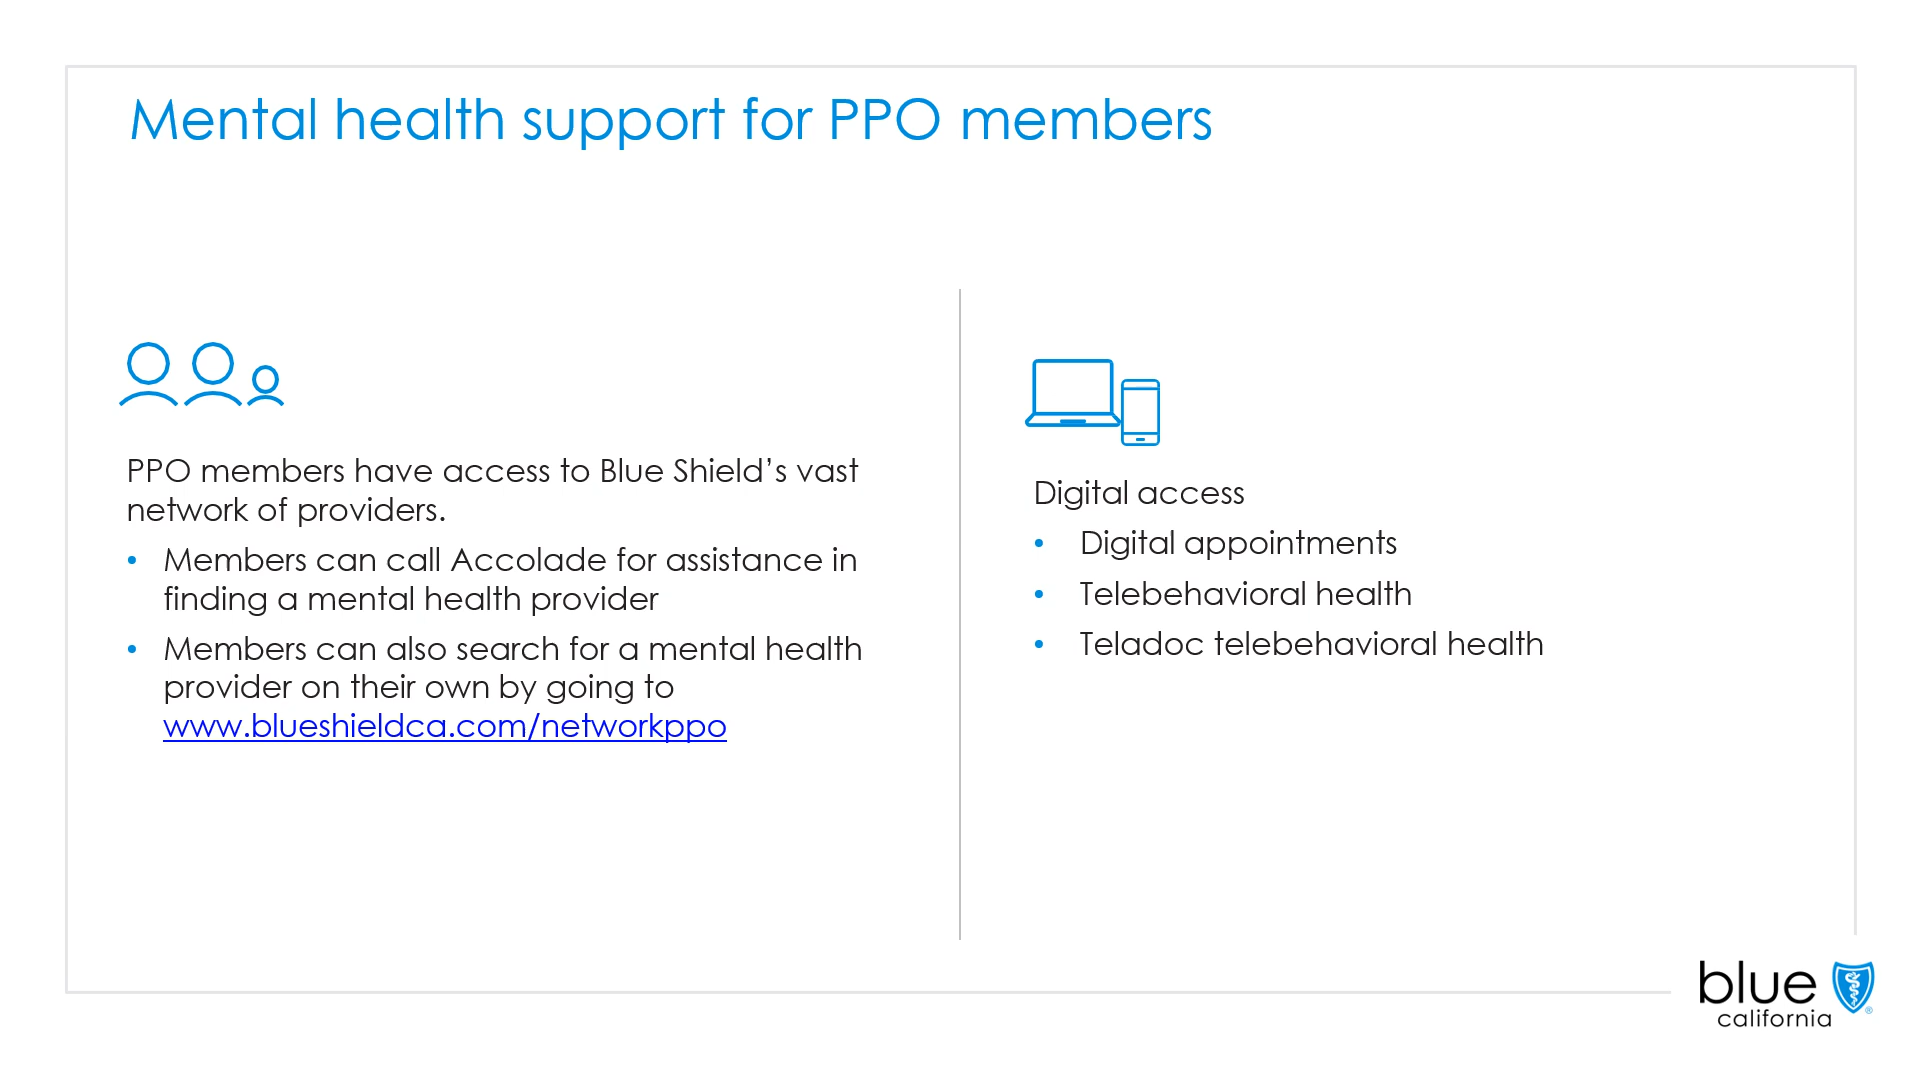 Mental health support for PPO members
PPO members have access to Blue Shield’s vast
network of providers.
• Members can call Accolade for assistance in
finding a mental health provider
• Members can also search for a mental health
provider on their own by going to
www.blueshieldca.com/networkppo
Digital access
• Digital appointments
• Telebehavioral health
• Teladoc telebehavioral health
blue
california
®